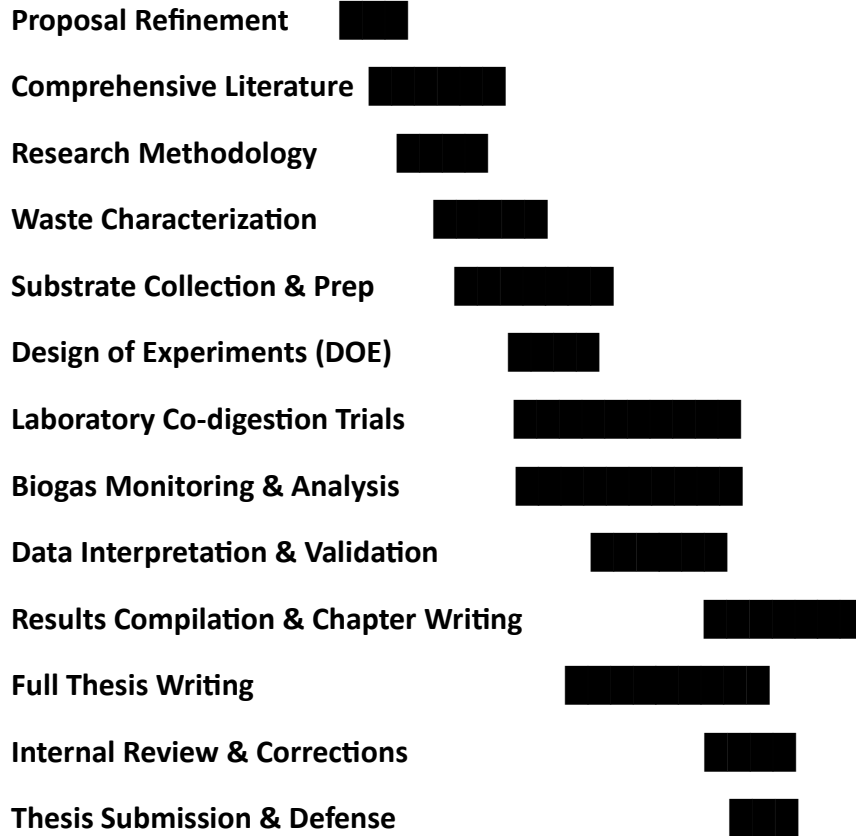 Proposal Refinement
Comprehensive Literature
Research Methodology
Waste Characterization
Substrate Collection & Prep
Design of Experiments (DOE)
Laboratory Co-digestion Trials
Biogas Monitoring & Analysis
Data Interpretation & Validation
Results Compilation & Chapter Writing
Full Thesis Writing
Internal Review & Corrections
Thesis Submission & Defense